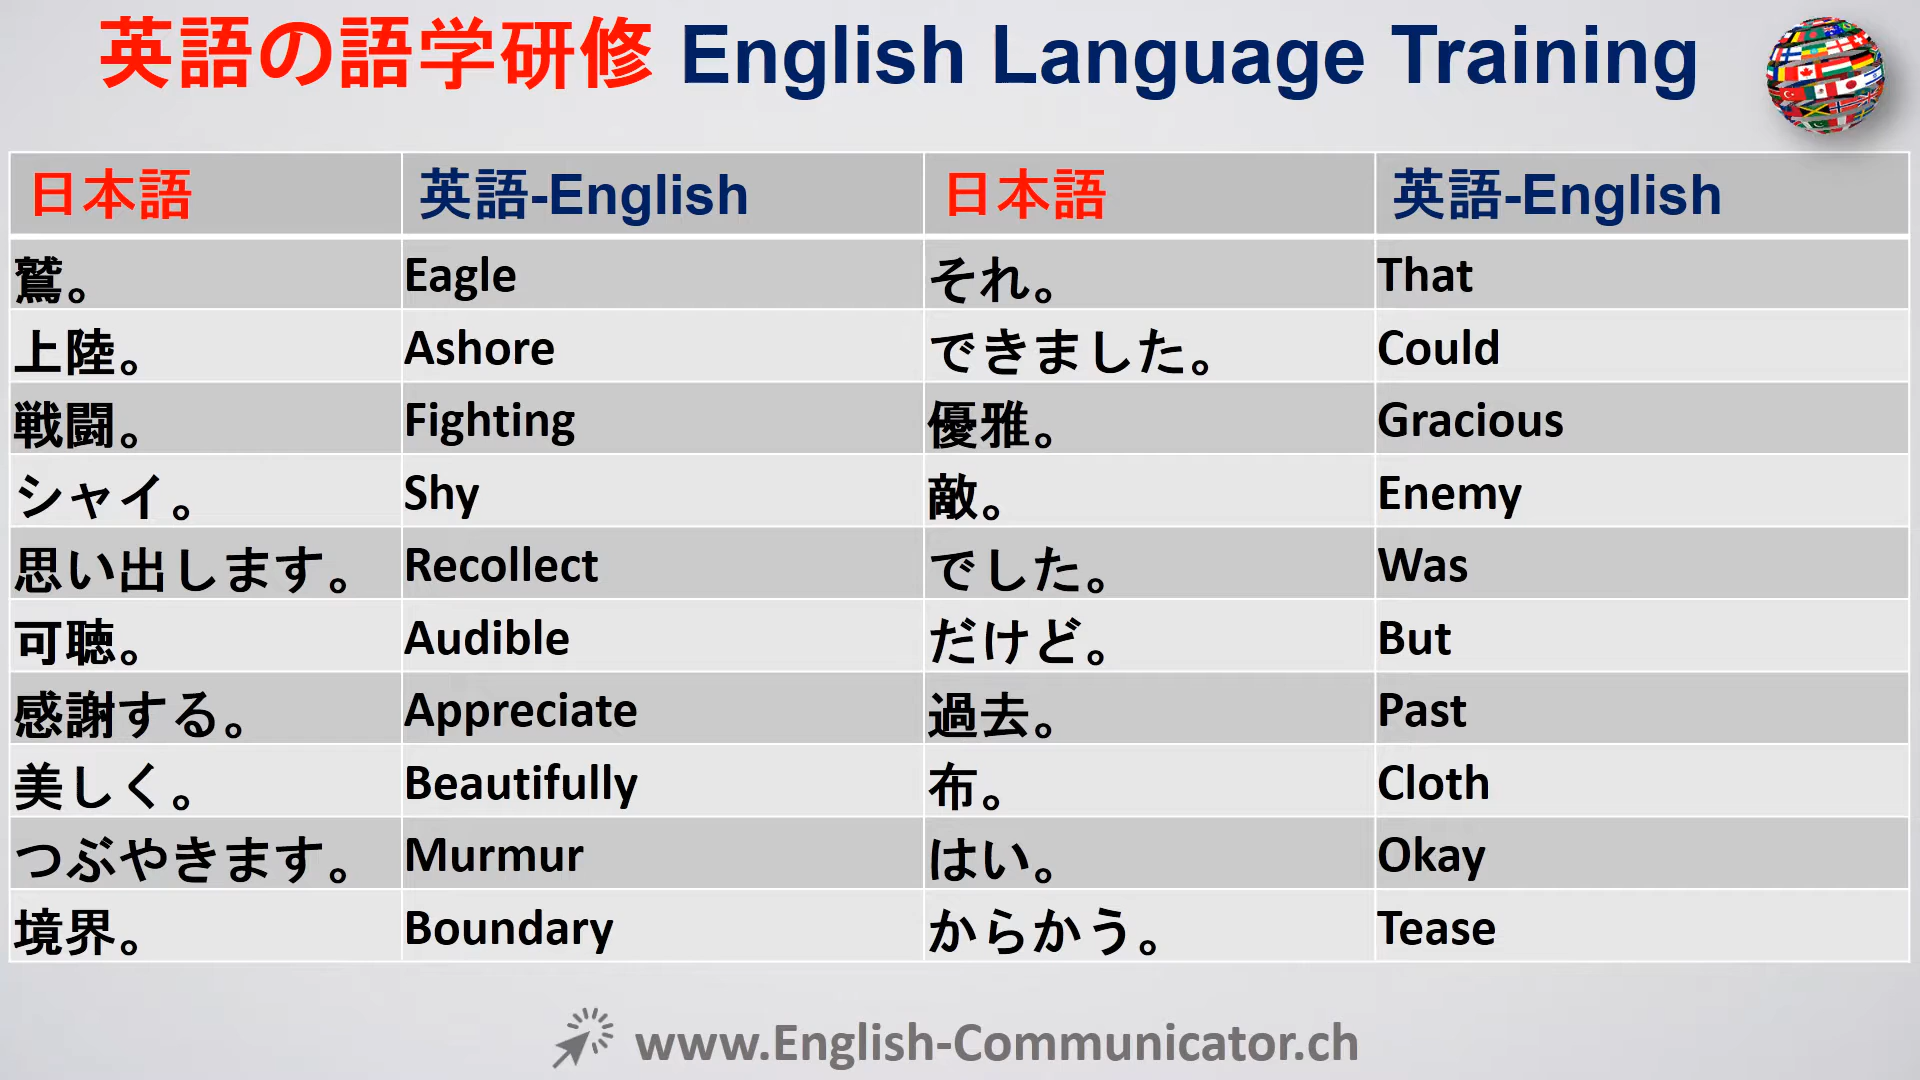 英語の語学研修 English Language Training
日本語 英語-English 日本語 英語-English
鷲。 Eagle それ。 That
上陸。 Ashore できました。 Could
戦闘。 Fighting 優雅。 Gracious
シャイ。 Shy 敵。 Enemy
思い出します。 Recollect でした。 Was
可聴。 Audible だけど。 But
感謝する。 Appreciate 過去。 Past
美しく。 Beautifully 布。 Cloth
つぶやきます。 Murmur はい。 Okay
境界。 Boundary からかう。 Tease
www.English-Communicator.ch